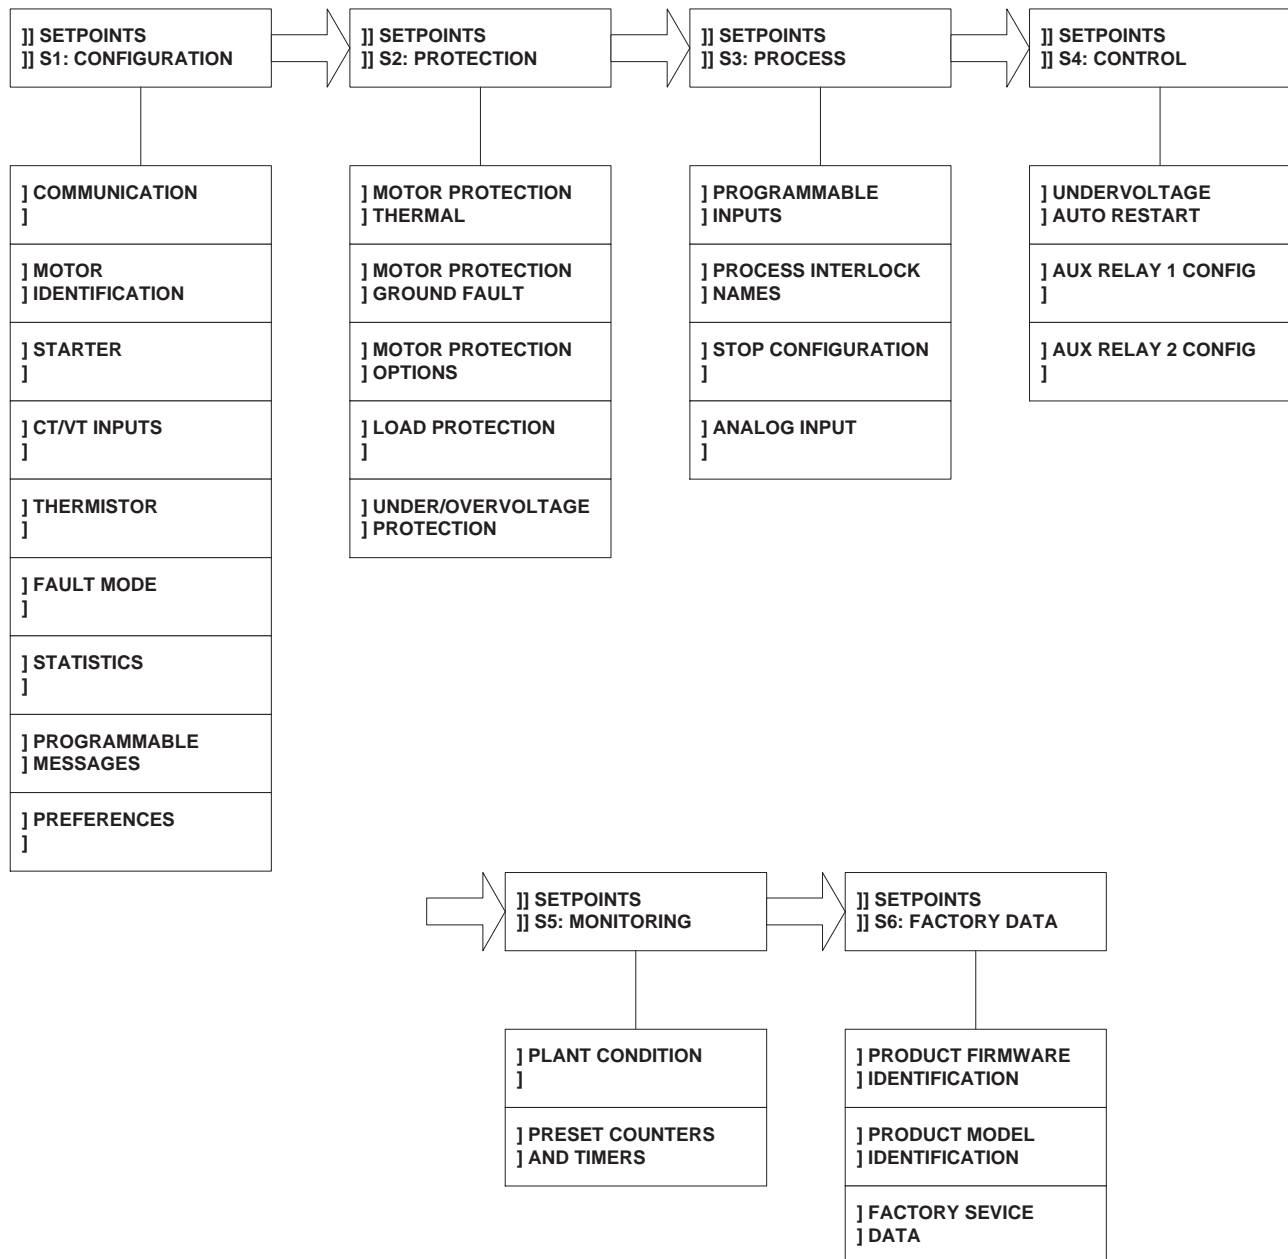 ]] SETPOINTS
]] S1: CONFIGURATION
] COMMUNICATION
]
] MOTOR
] IDENTIFICATION
] STARTER
]
] CT/VT INPUTS
]
] THERMISTOR
]
] FAULT MODE
]
] STATISTICS
]
] PROGRAMMABLE
] MESSAGES
] PREFERENCES
]
]] SETPOINTS
]] S2: PROTECTION
] MOTOR PROTECTION
] THERMAL
] MOTOR PROTECTION
] GROUND FAULT
] MOTOR PROTECTION
] OPTIONS
] LOAD PROTECTION
]
] UNDER/OVERVOLTAGE
] PROTECTION
]] SETPOINTS
]] S3: PROCESS
] PROGRAMMABLE
] INPUTS
] PROCESS INTERLOCK
] NAMES
] STOP CONFIGURATION
]
] ANALOG INPUT
]
]] SETPOINTS
]] S4: CONTROL
] UNDERVOLTAGE
] AUTO RESTART
] AUX RELAY 1 CONFIG
]
] AUX RELAY 2 CONFIG
]
]] SETPOINTS
]] S5: MONITORING
] PLANT CONDITION
]
] PRESET COUNTERS
] AND TIMERS
]] SETPOINTS
]] S6: FACTORY DATA
] PRODUCT FIRMWARE
] IDENTIFICATION
] PRODUCT MODEL
] IDENTIFICATION
] FACTORY SEVICE
] DATA